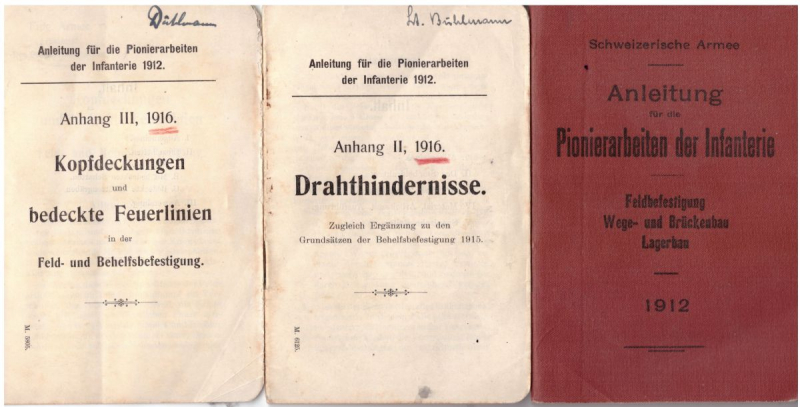 Bühlmann
Anleitung für die Pionierarbeiten
der Infanterie 1912.
Anhang III, 1916.
Kopfdeckungen
und
bedeckte Feuerlinien
in der
Feld- und Behelfsbefestigung.
Lt. Bühlmann
Anleitung für die Pionierarbeiten
der Infanterie 1912.
Anhang II, 1916.
Drahthindernisse.
Zugleich Ergänzung zu den
Grundsätzen der Behelfsbefestigung 1915.
Schweizerische Armee
Anleitung
für die
Pionierarbeiten der Infanterie
Feldbefestigung
Wege- und Brückenbau
Lagerbau
1912